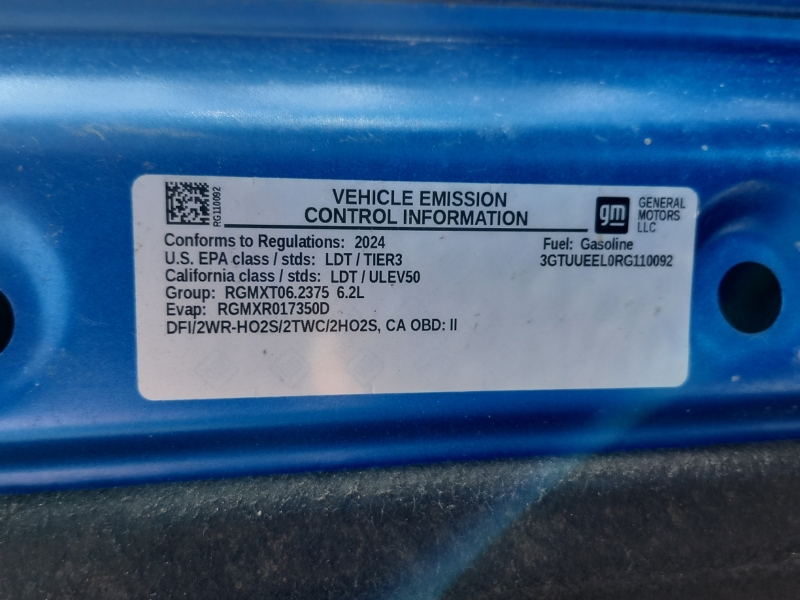 RG110092
VEHICLE EMISSION
CONTROL INFORMATION
gm
GENERAL
MOTORS
LLC
Conforms to Regulations: 2024
Fuel: Gasoline
U.S. EPA class / stds: LDT / TIER3
3GTUUEEL0RG110092
California class / stds: LDT / ULEV50
Group: RGMXT06.2375 6.2L
Evap: RGMXR017350D
DFI/2WR-HO2S/2TWC/2HO2S, CA OBD: II